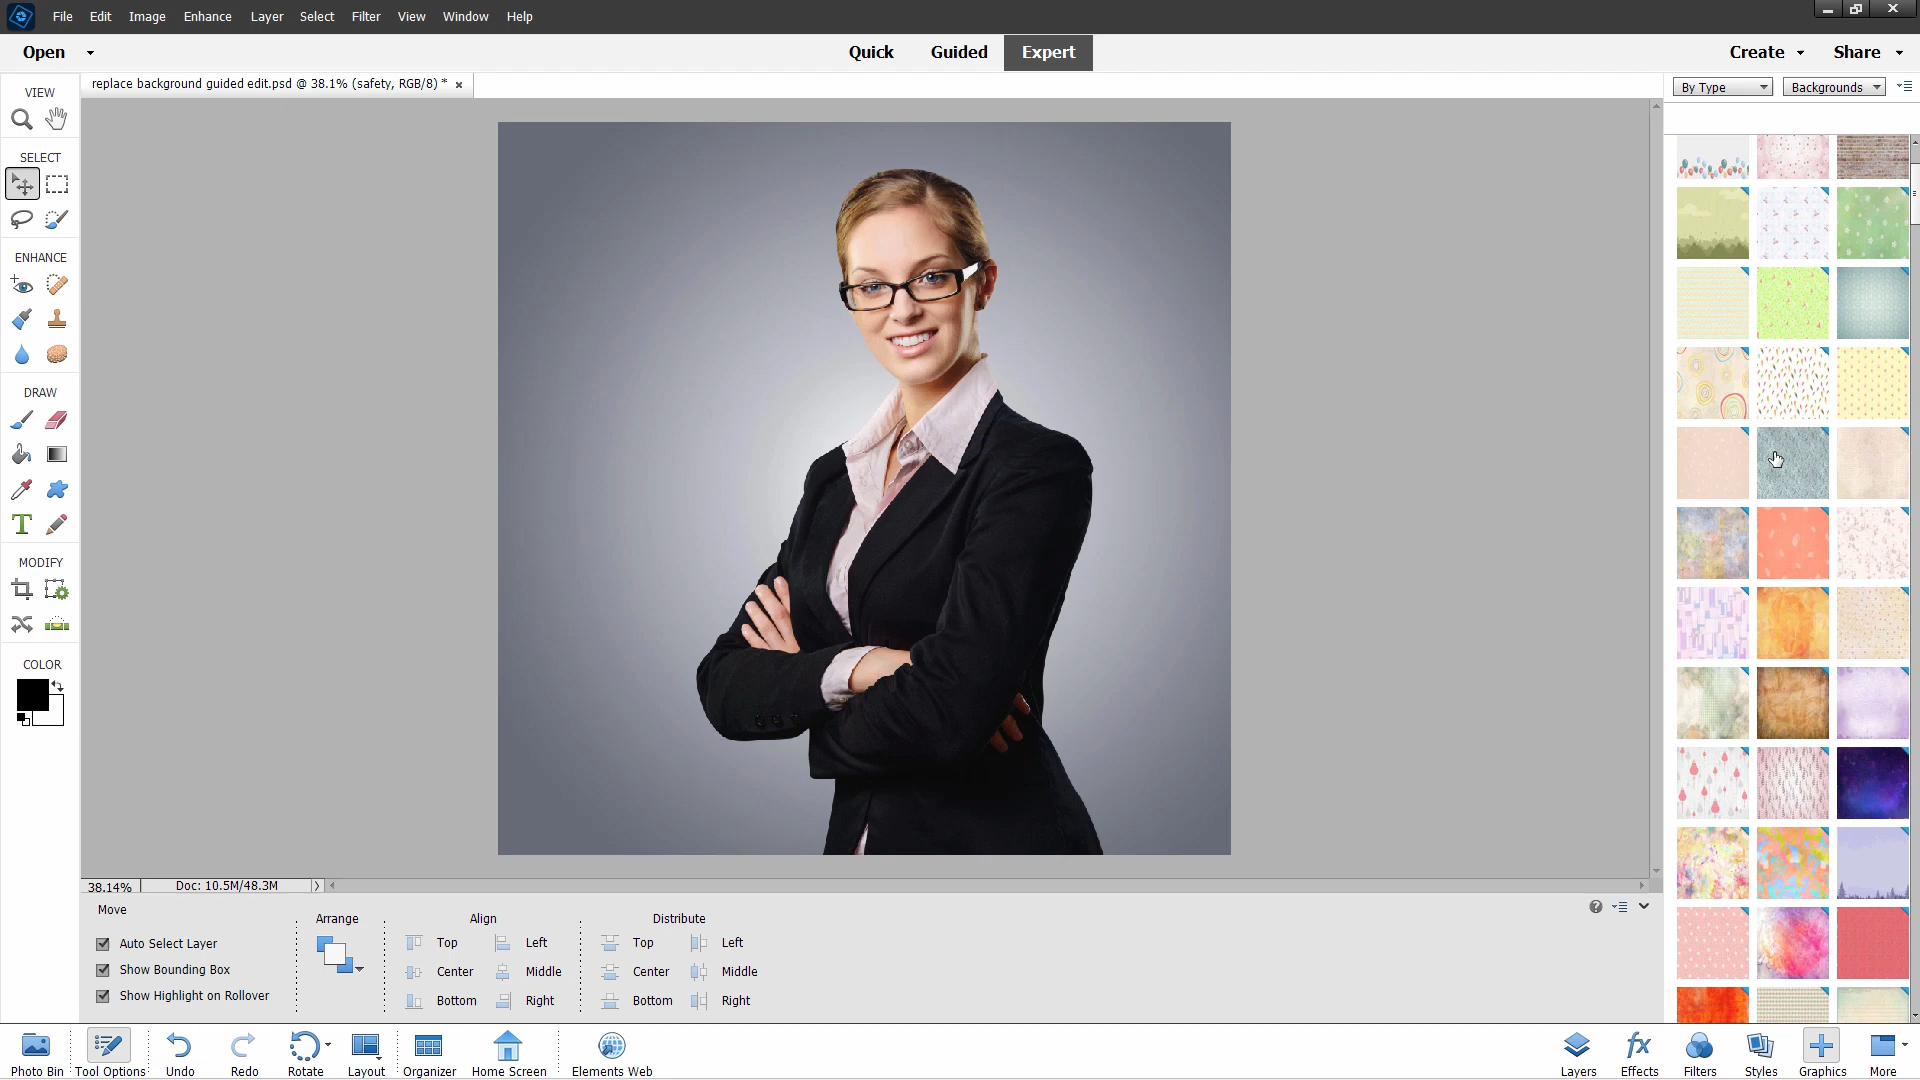 File Edit Image Enhance Layer Select Filter View Window Help
Open Quick Guided Expert Create Share
replace background guided edit.psd @ 38.1% (safety, RGB/8) *
By Type Backgrounds
VIEW
SELECT
ENHANCE
DRAW
MODIFY
COLOR
38.14% Doc: 10.5M/48.3M
Move
Auto Select Layer
Show Bounding Box
Show Highlight on Rollover
Arrange
Align
Top Left
Center Middle
Bottom Right
Distribute
Top Left
Center Middle
Bottom Right
Photo Bin Tool Options Undo Redo Rotate Layout Organizer Home Screen Elements Web Layers Effects Filters Styles Graphics More